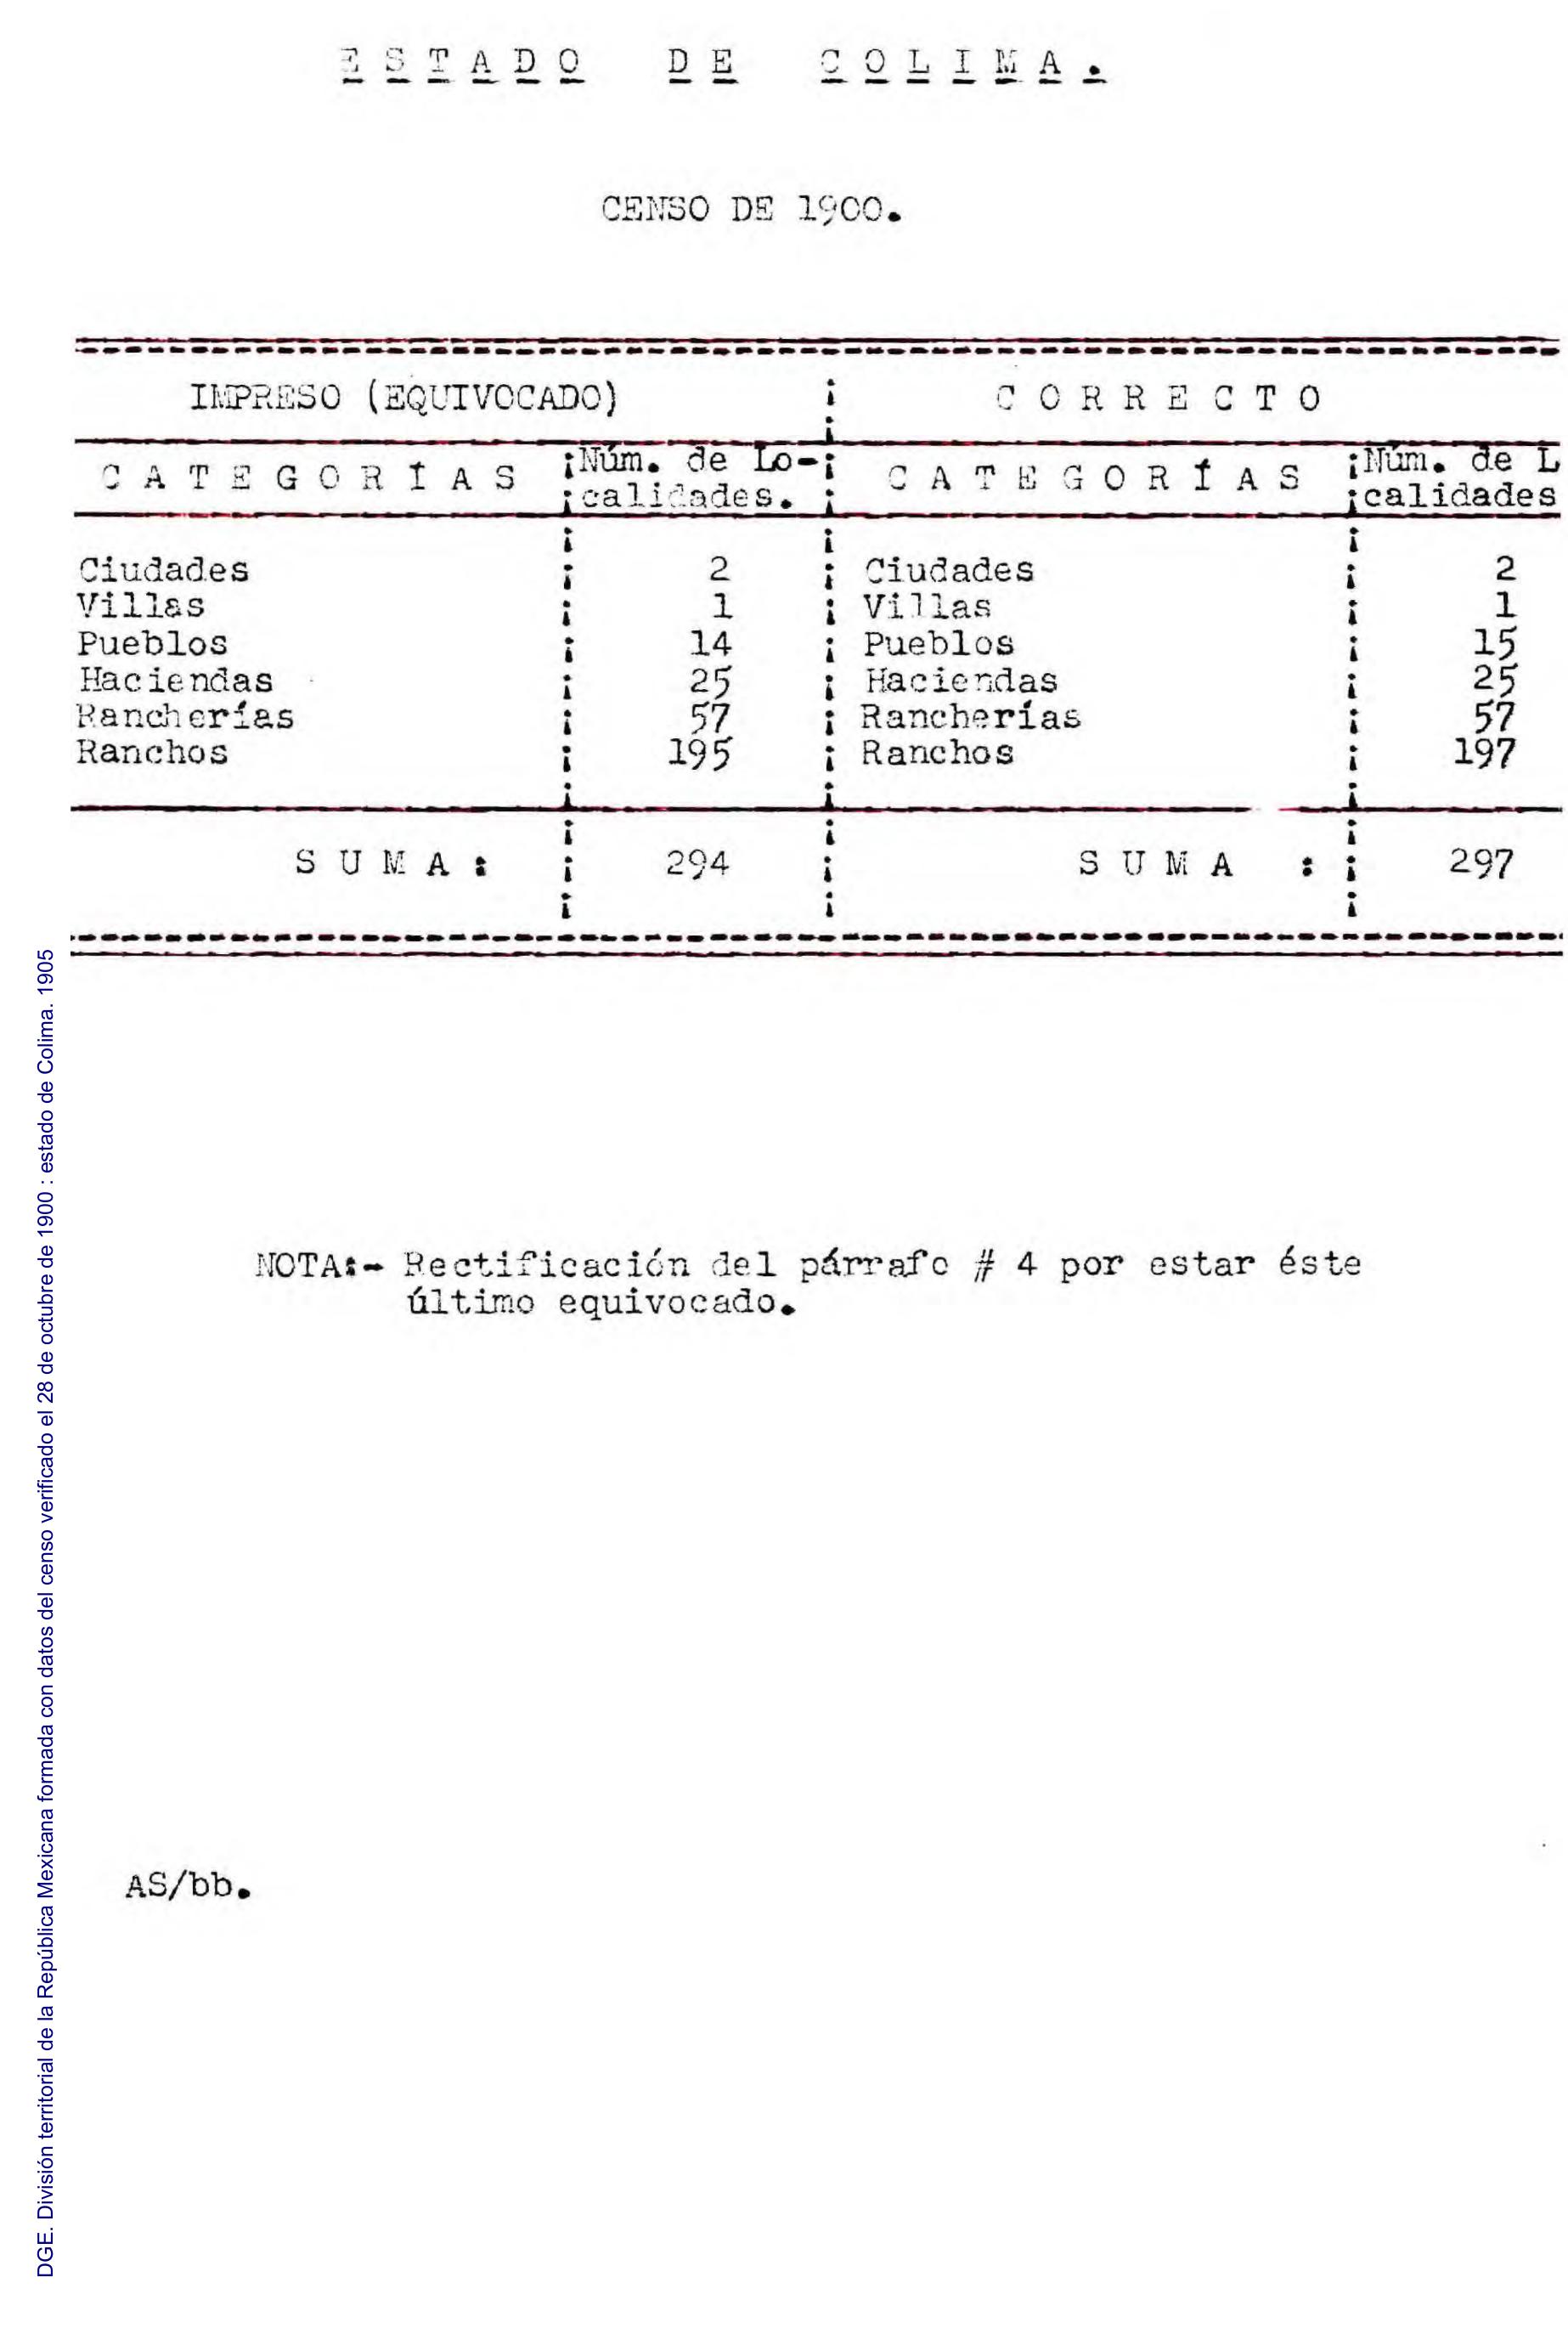 ESTADO DE COLIMA.
CENSO DE 1900.
IMPRESO (EQUIVOCADO) CORRECTO
CATEGORÍAS Núm. de Lo- CATEGORÍAS Núm. de L
calidades. calidades
Ciudades 2 Ciudades 2
Villas 1 Villas 1
Pueblos 14 Pueblos 15
Haciendas 25 Haciendas 25
Rancherías 57 Rancherías 57
Ranchos 195 Ranchos 197
SUMA: 294 SUMA : 297
NOTA:- Rectificación del párrafo # 4 por estar éste
último equivocado.
AS/bb.
DGE. División territorial de la República Mexicana formada con datos del censo verificado el 28 de octubre de 1900 : estado de Colima. 1905